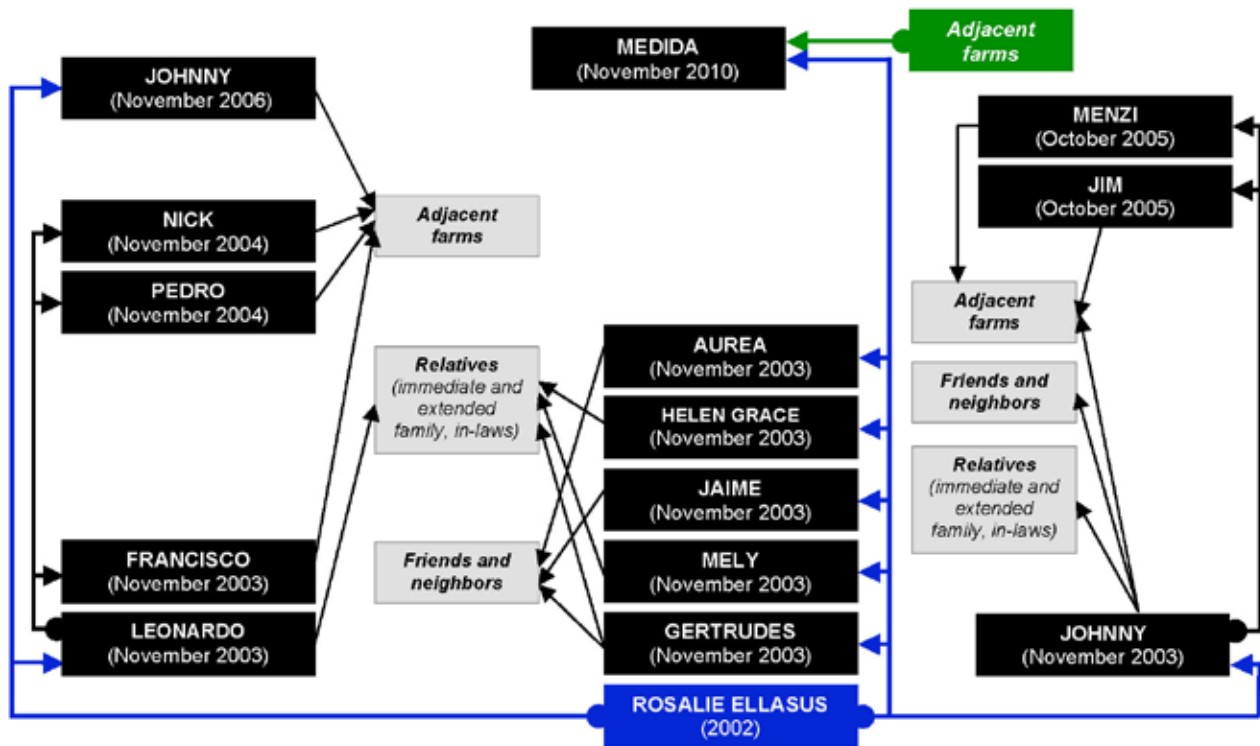 MEDIDA
(November 2010)
Adjacent
farms
JOHNNY
(November 2006)
MENZI
(October 2005)
JIM
(October 2005)
NICK
(November 2004)
Adjacent
farms
PEDRO
(November 2004)
Adjacent
farms
AUREA
(November 2003)
Relatives
(immediate and
extended
family, in-laws)
Friends and
neighbors
HELEN GRACE
(November 2003)
Relatives
(immediate and
extended
family, in-laws)
JAIME
(November 2003)
FRANCISCO
(November 2003)
Friends and
neighbors
MELY
(November 2003)
LEONARDO
(November 2003)
GERTRUDES
(November 2003)
JOHNNY
(November 2003)
ROSALIE ELLASUS
(2002)